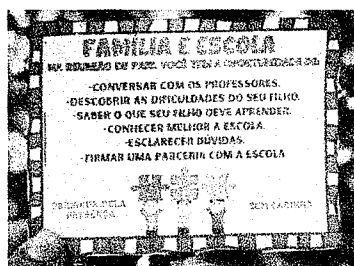 FAMÍLIA E ESCOLA
NA REUNIÃO DE PAIS, VOCÊ TEM A OPORTUNIDADE DE:
-CONVERSAR COM OS PROFESSORES.
-DESCOBRIR AS DIFICULDADES DO SEU FILHO.
-SABER O QUE SEU FILHO DEVE APRENDER.
-CONHECER MELHOR A ESCOLA.
-ESCLARECER DÚVIDAS.
-FIRMAR UMA PARCERIA COM A ESCOLA
OBRIGADA PELA
PRESENÇA.
COM CARINHO